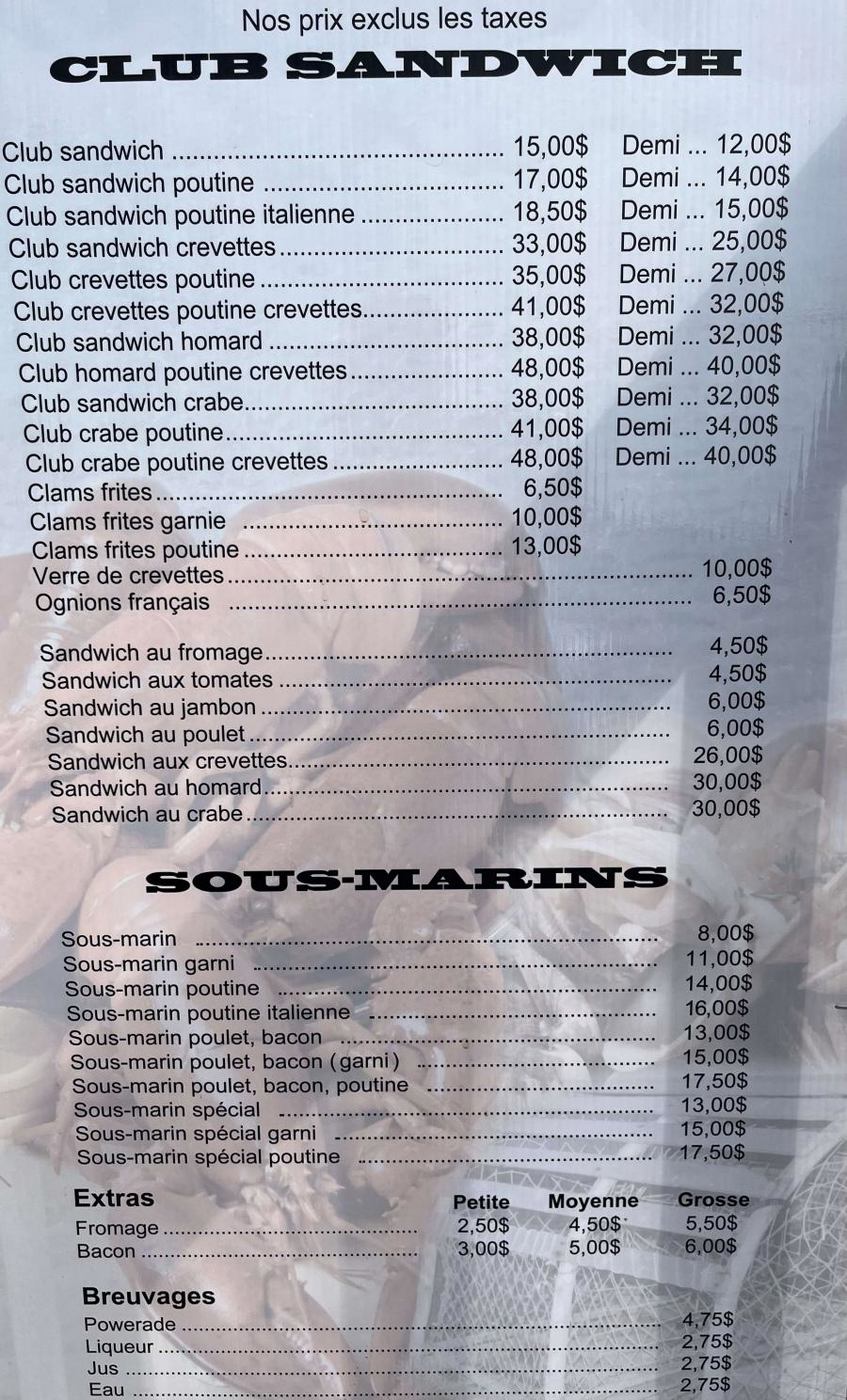 Nos prix exclus les taxes
CLUB SANDWICH
Club sandwich ................................................ 15,00$ Demi ... 12,00$
Club sandwich poutine ................................... 17,00$ Demi ... 14,00$
Club sandwich poutine italienne ..................... 18,50$ Demi ... 15,00$
Club sandwich crevettes................................. 33,00$ Demi ... 25,00$
Club crevettes poutine .................................... 35,00$ Demi ... 27,00$
Club crevettes poutine crevettes..................... 41,00$ Demi ... 32,00$
Club sandwich homard ................................... 38,00$ Demi ... 32,00$
Club homard poutine crevettes....................... 48,00$ Demi ... 40,00$
Club sandwich crabe....................................... 38,00$ Demi ... 32,00$
Club crabe poutine.......................................... 41,00$ Demi ... 34,00$
Club crabe poutine crevettes .......................... 48,00$ Demi ... 40,00$
Clams frites..................................................... 6,50$
Clams frites garnie ........................................ 10,00$
Clams frites poutine ........................................ 13,00$
Verre de crevettes........................................................................ 10,00$
Ognions français ........................................................................ 6,50$
Sandwich au fromage................................................................ 4,50$
Sandwich aux tomates .............................................................. 4,50$
Sandwich au jambon ................................................................. 6,00$
Sandwich au poulet ................................................................... 6,00$
Sandwich aux crevettes............................................................. 26,00$
Sandwich au homard................................................................. 30,00$
Sandwich au crabe.................................................................... 30,00$
SOUS-MARINS
Sous-marin ............................................................................ 8,00$
Sous-marin garni .................................................................. 11,00$
Sous-marin poutine .............................................................. 14,00$
Sous-marin poutine italienne ............................................... 16,00$
Sous-marin poulet, bacon .................................................... 13,00$
Sous-marin poulet, bacon (garni) ....................................... 15,00$
Sous-marin poulet, bacon, poutine ..................................... 17,50$
Sous-marin spécial .............................................................. 13,00$
Sous-marin spécial garni ..................................................... 15,00$
Sous-marin spécial poutine ................................................. 17,50$
Extras Petite Moyenne Grosse
Fromage ............................................. 2,50$ 4,50$ 5,50$
Bacon ................................................. 3,00$ 5,00$ 6,00$
Breuvages
Powerade .................................................................................. 4,75$
Liqueur ...................................................................................... 2,75$
Jus ............................................................................................. 2,75$
Eau ............................................................................................ 2,75$